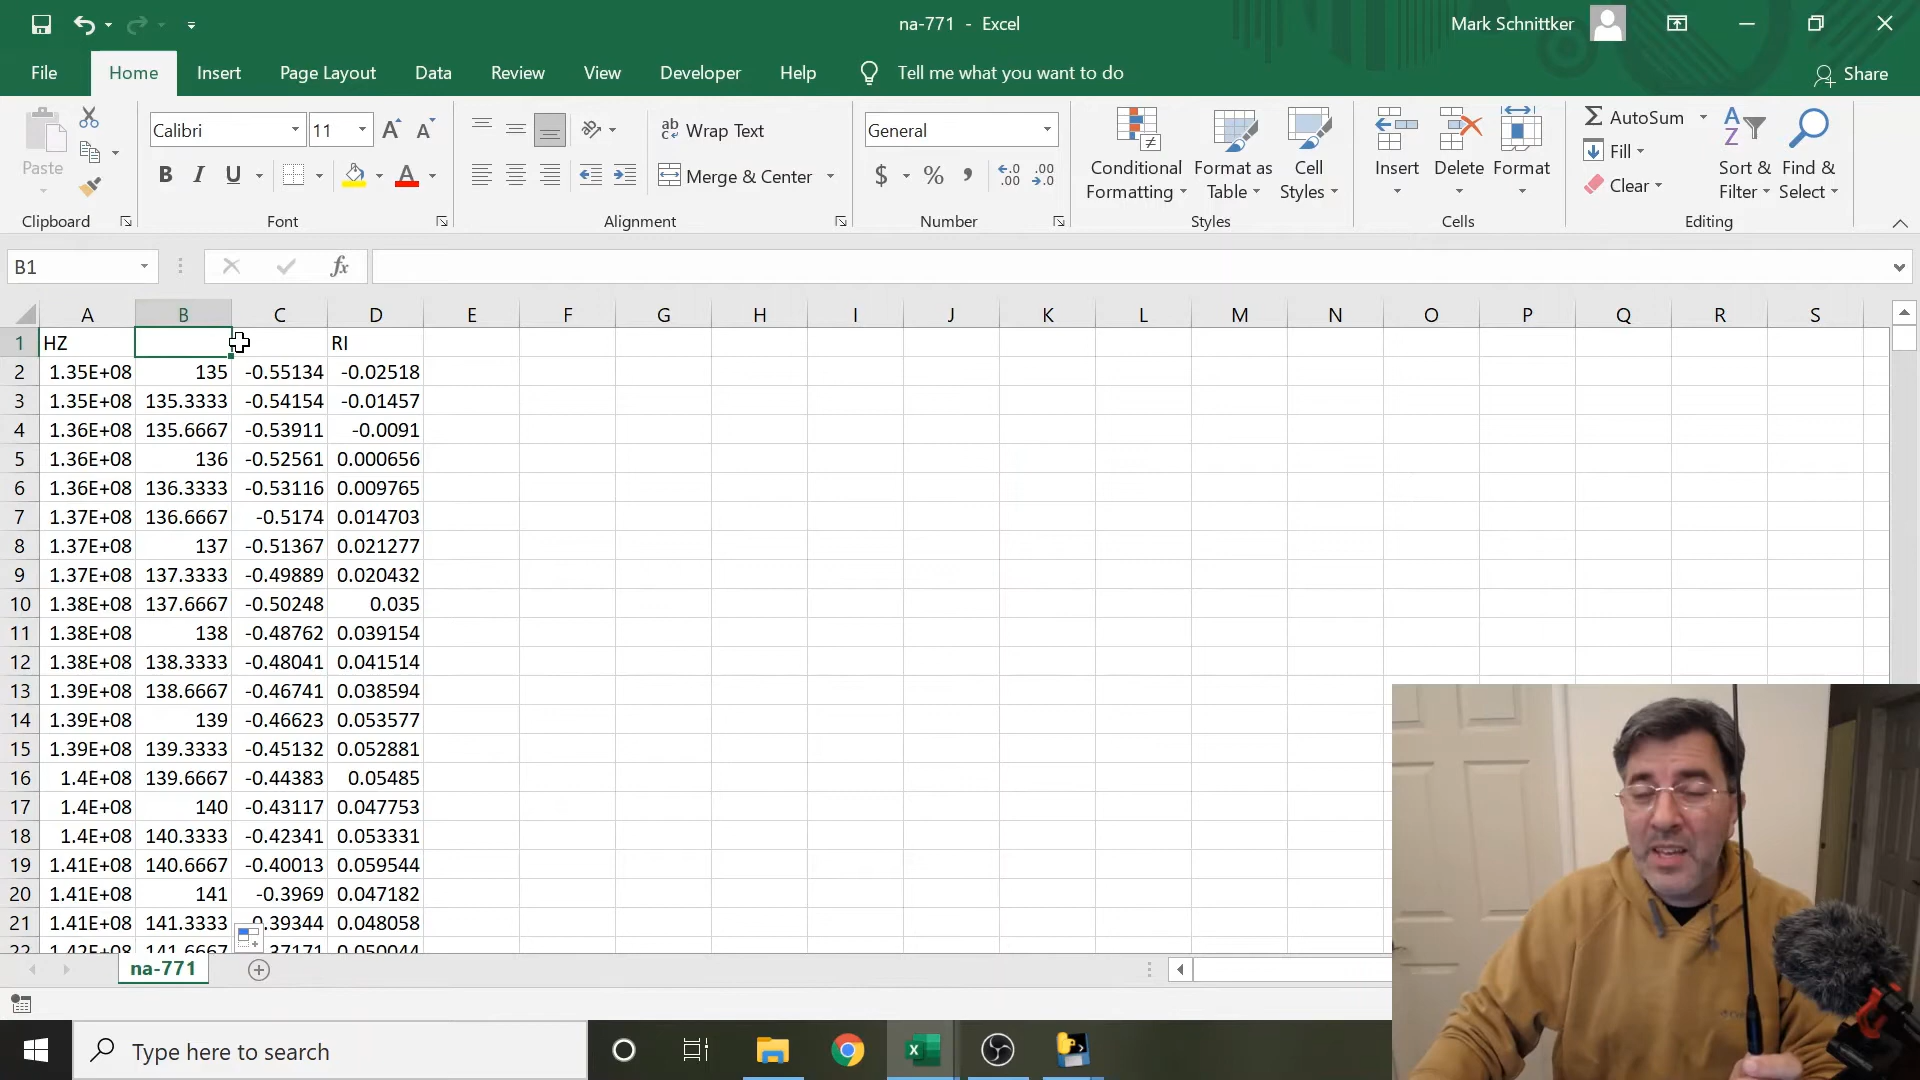 na-771 - Excel
Mark Schnittker
File Home Insert Page Layout Data Review View Developer Help Tell me what you want to do Share
Paste
Clipboard
Calibri 11
B I U A
Font
Wrap Text
Merge & Center
Alignment
General
$ % ,
Number
Conditional Formatting
Format as Table
Cell Styles
Styles
Insert
Delete
Format
Cells
AutoSum
Fill
Clear
Sort & Filter
Find & Select
Editing
B1 fx
A B C D E F G H I J K L M N O P Q R S
1 HZ RI
2 1.35E+08 135 -0.55134 -0.02518
3 1.35E+08 135.3333 -0.54154 -0.01457
4 1.36E+08 135.6667 -0.53911 -0.0091
5 1.36E+08 136 -0.52561 0.000656
6 1.36E+08 136.3333 -0.53116 0.009765
7 1.37E+08 136.6667 -0.5174 0.014703
8 1.37E+08 137 -0.51367 0.021277
9 1.37E+08 137.3333 -0.49889 0.020432
10 1.38E+08 137.6667 -0.50248 0.035
11 1.38E+08 138 -0.48762 0.039154
12 1.38E+08 138.3333 -0.48041 0.041514
13 1.39E+08 138.6667 -0.46741 0.038594
14 1.39E+08 139 -0.46623 0.053577
15 1.39E+08 139.3333 -0.45132 0.052881
16 1.4E+08 139.6667 -0.44383 0.05485
17 1.4E+08 140 -0.43117 0.047753
18 1.4E+08 140.3333 -0.42341 0.053331
19 1.41E+08 140.6667 -0.40013 0.059544
20 1.41E+08 141 -0.3969 0.047182
21 1.41E+08 141.3333 0.39344 0.048058
22 1.42E+08 141.6667 37171 0.050044
na-771
Type here to search